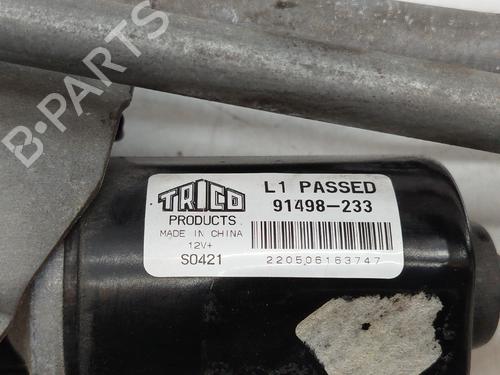 B-PARTS
TRICO
PRODUCTS
MADE IN CHINA
12V+
S0421
L1 PASSED
91498-233
220506163747